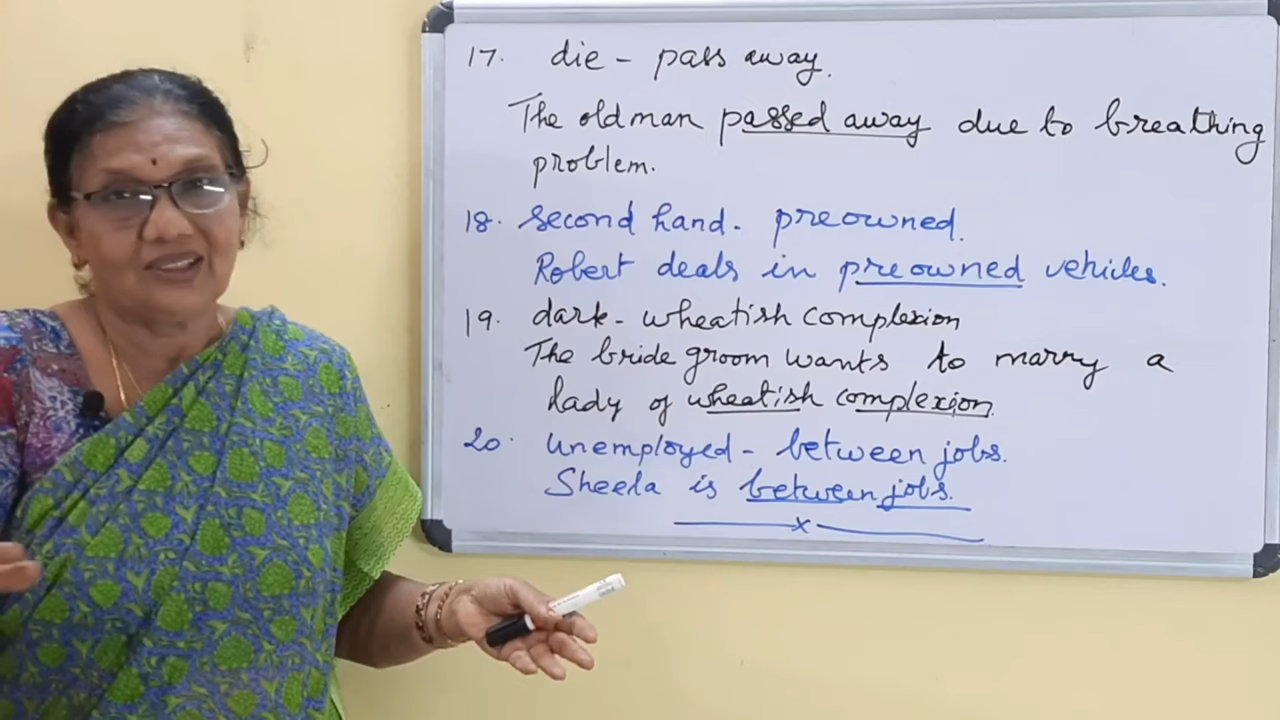 17. die - pass away.
The old man passed away due to breathing
problem.
18. second hand - preowned.
Robert deals in preowned vehicles.
19. dark - wheatish complexion
The bride groom wants to marry a
lady of wheatish complexion.
20. unemployed - between jobs.
Sheela is between jobs.